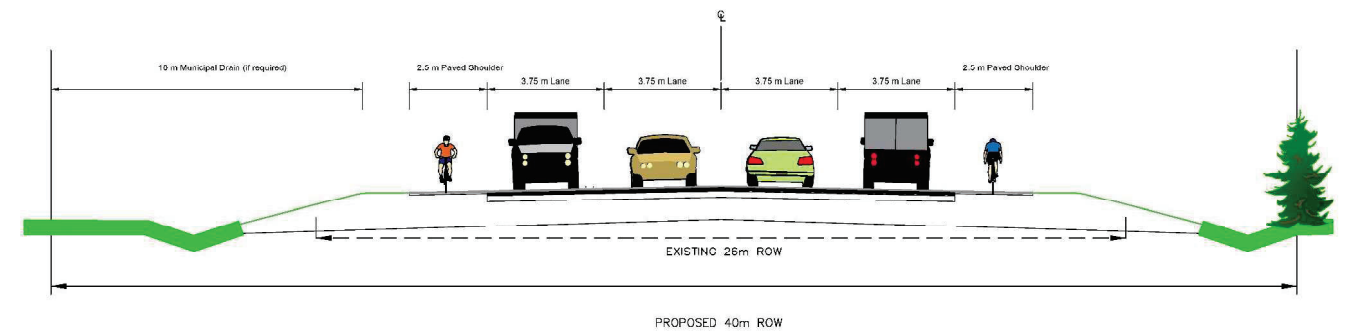 ℄
10 m Municipal Drain (if required)
2.5 m Paved Shoulder
3.75 m Lane
3.75 m Lane
3.75 m Lane
3.75 m Lane
2.5 m Paved Shoulder
EXISTING 26m ROW
PROPOSED 40m ROW